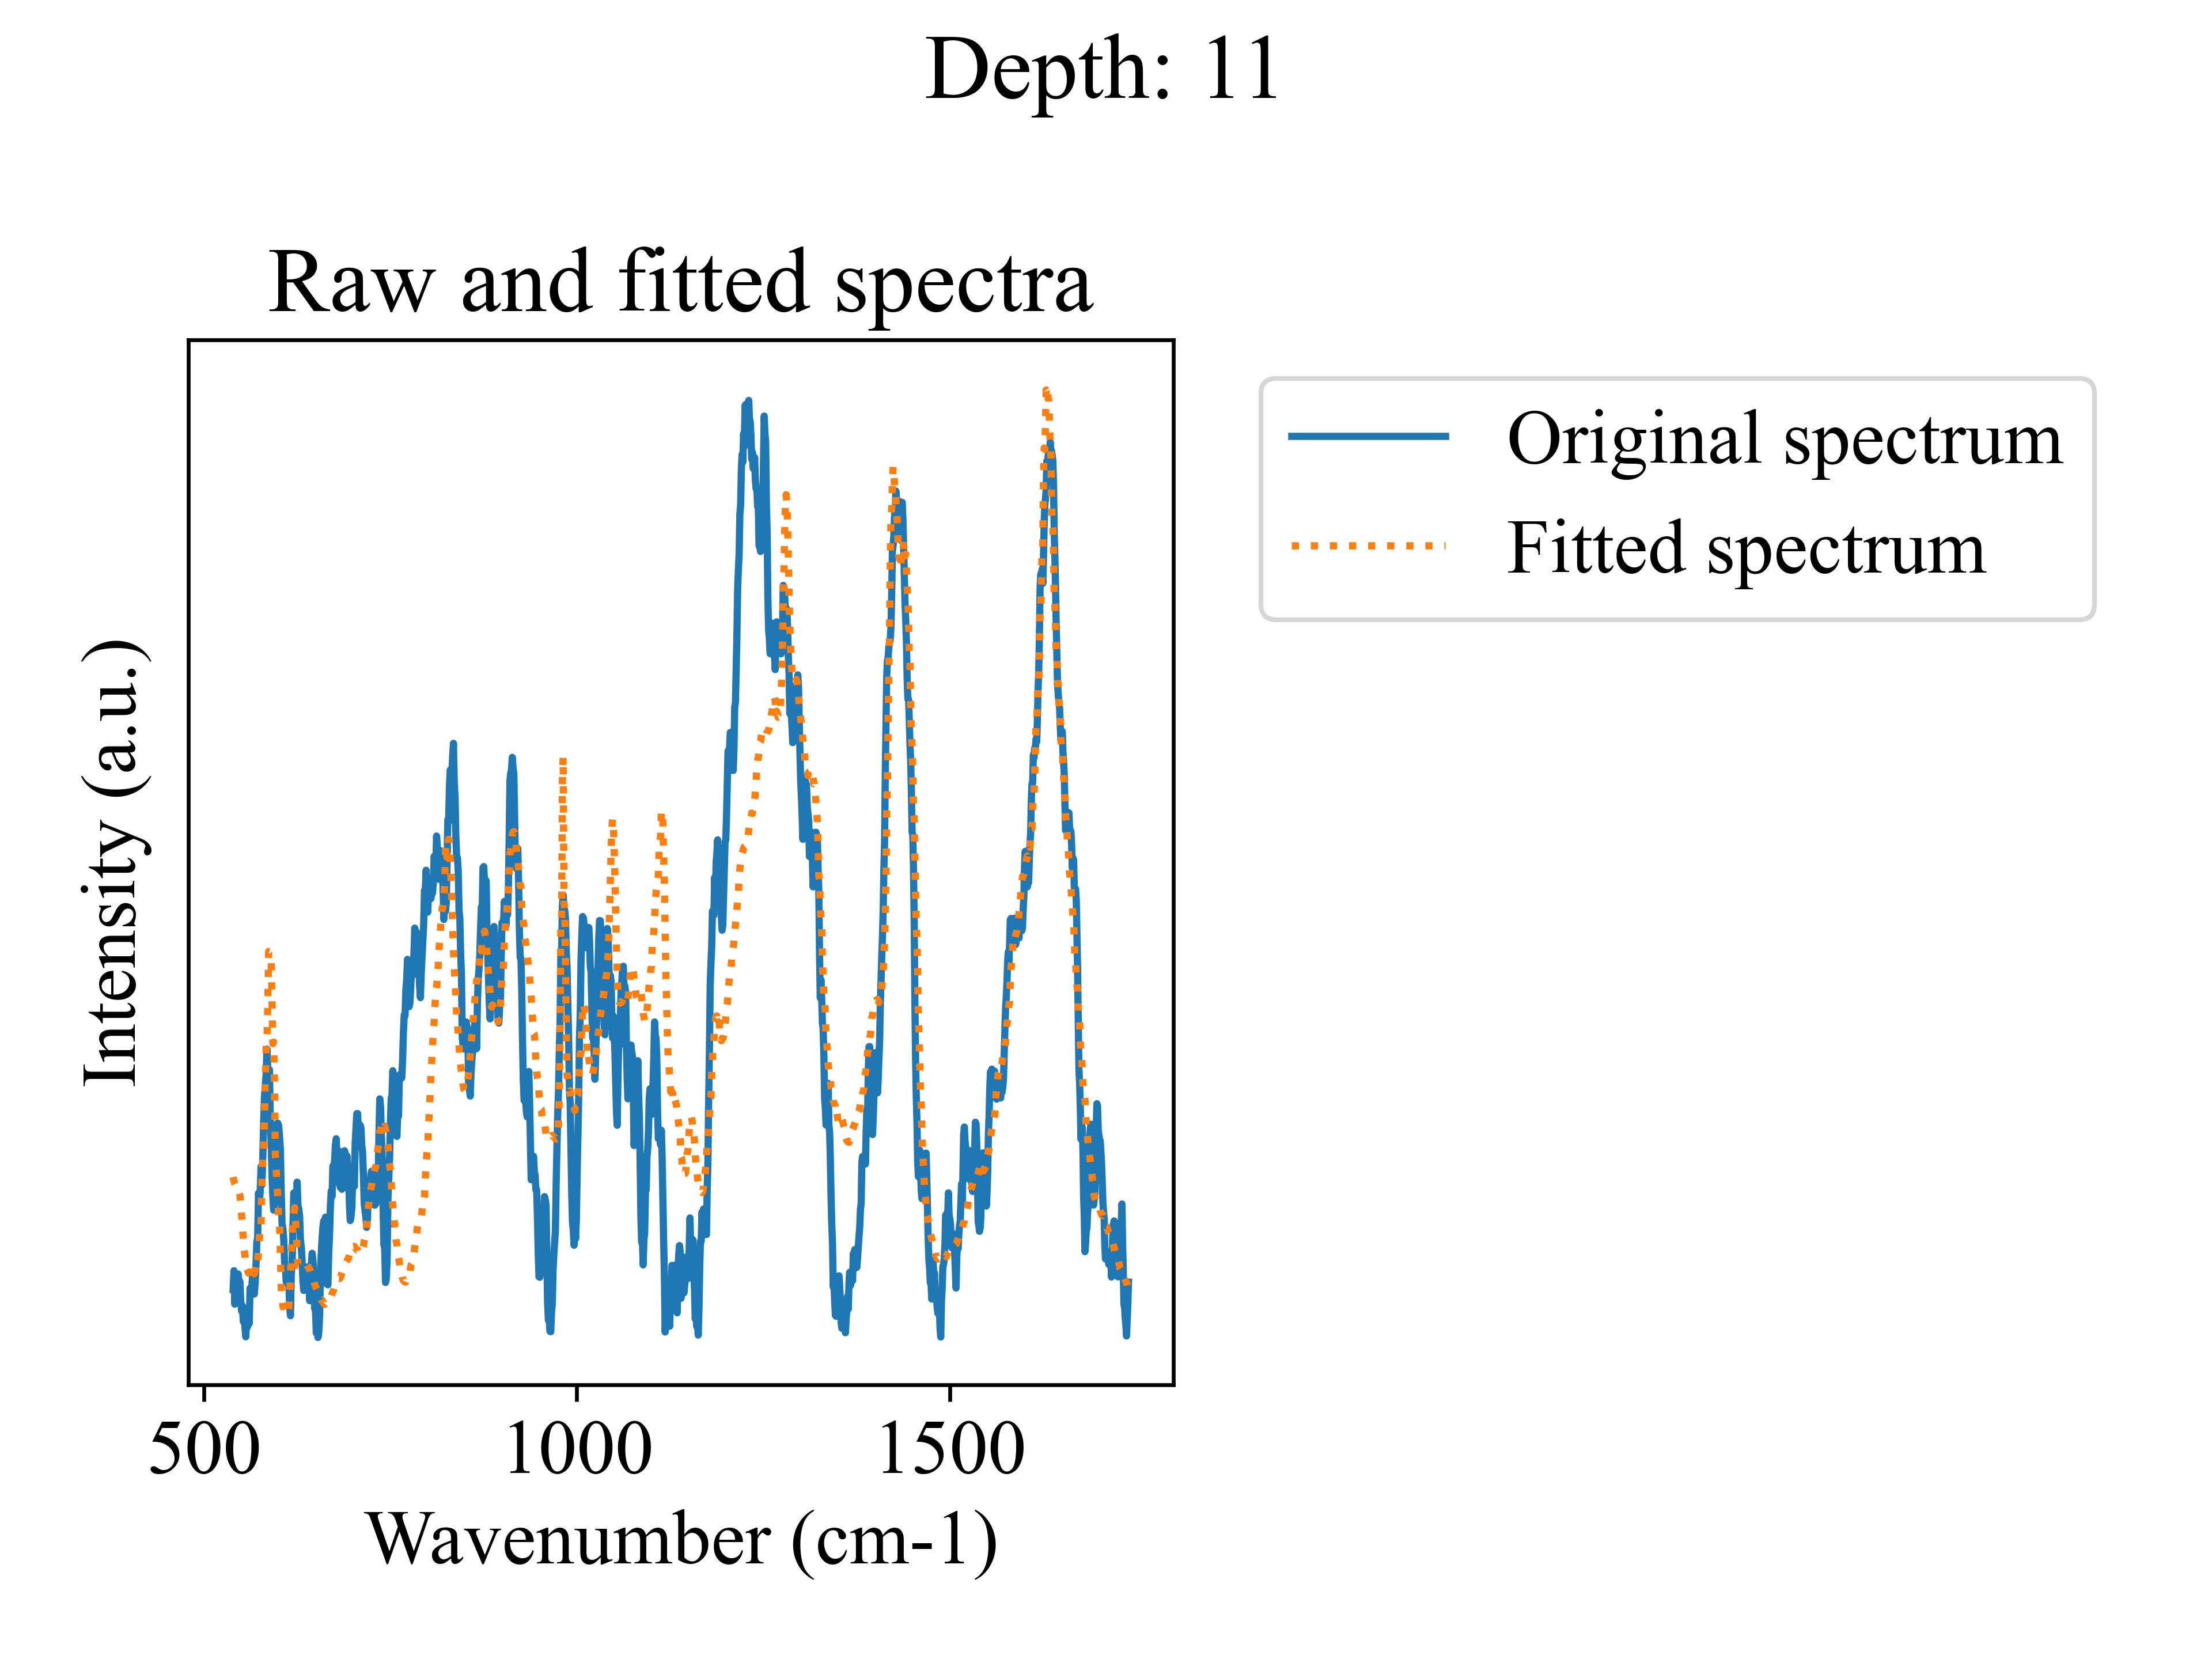 Depth: 11
Raw and fitted spectra
Original spectrum
Fitted spectrum
Intensity (a.u.)
500 1000 1500
Wavenumber (cm-1)